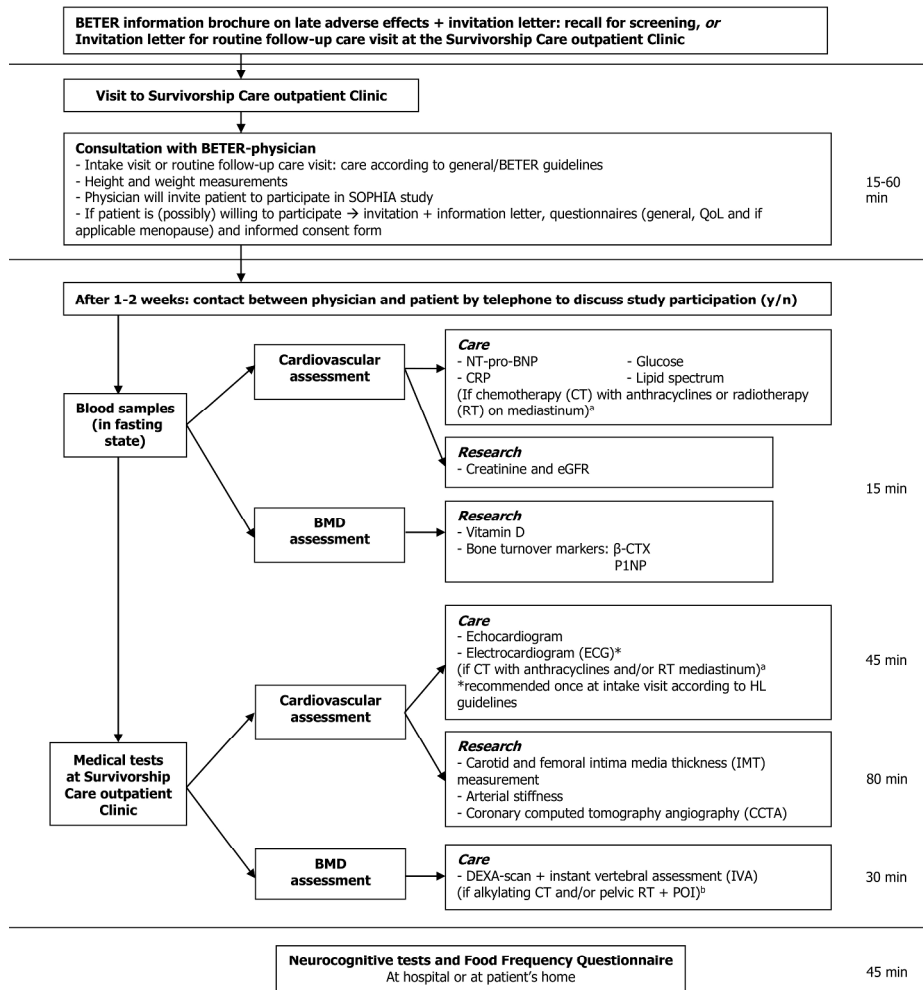 BETER information brochure on late adverse effects + invitation letter: recall for screening, or
Invitation letter for routine follow-up care visit at the Survivorship Care outpatient Clinic
Visit to Survivorship Care outpatient Clinic
Consultation with BETER-physician
- Intake visit or routine follow-up care visit: care according to general/BETER guidelines
- Height and weight measurements
- Physician will invite patient to participate in SOPHIA study
- If patient is (possibly) willing to participate → invitation + information letter, questionnaires (general, QoL and if
applicable menopause) and informed consent form
15-60
min
After 1-2 weeks: contact between physician and patient by telephone to discuss study participation (y/n)
Blood samples
(in fasting
state)
Cardiovascular
assessment
Care
- NT-pro-BNP - Glucose
- CRP - Lipid spectrum
(If chemotherapy (CT) with anthracyclines or radiotherapy
(RT) on mediastinum)ᵃ
Research
- Creatinine and eGFR
15 min
BMD
assessment
Research
- Vitamin D
- Bone turnover markers: β-CTX
P1NP
Medical tests
at Survivorship
Care outpatient
Clinic
Cardiovascular
assessment
Care
- Echocardiogram
- Electrocardiogram (ECG)*
(if CT with anthracyclines and/or RT mediastinum)ᵃ
*recommended once at intake visit according to HL
guidelines
45 min
Research
- Carotid and femoral intima media thickness (IMT)
measurement
- Arterial stiffness
- Coronary computed tomography angiography (CCTA)
80 min
BMD
assessment
Care
- DEXA-scan + instant vertebral assessment (IVA)
(if alkylating CT and/or pelvic RT + POI)ᵇ
30 min
Neurocognitive tests and Food Frequency Questionnaire
At hospital or at patient's home
45 min